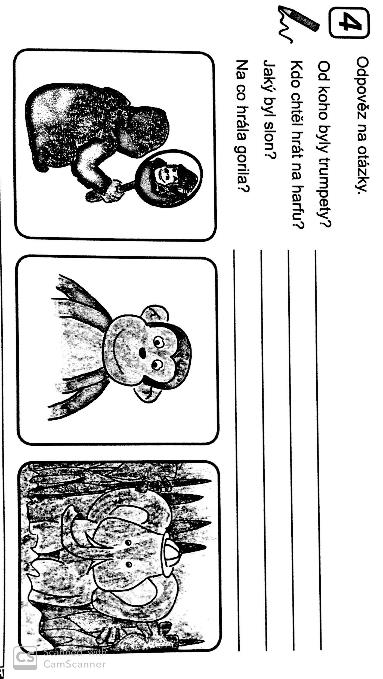 4 Odpověz na otázky.
Od koho byly trumpety?
Kdo chtěl hrát na harfu?
Jaký byl slon?
Na co hrála gorila?
CS CamScanner